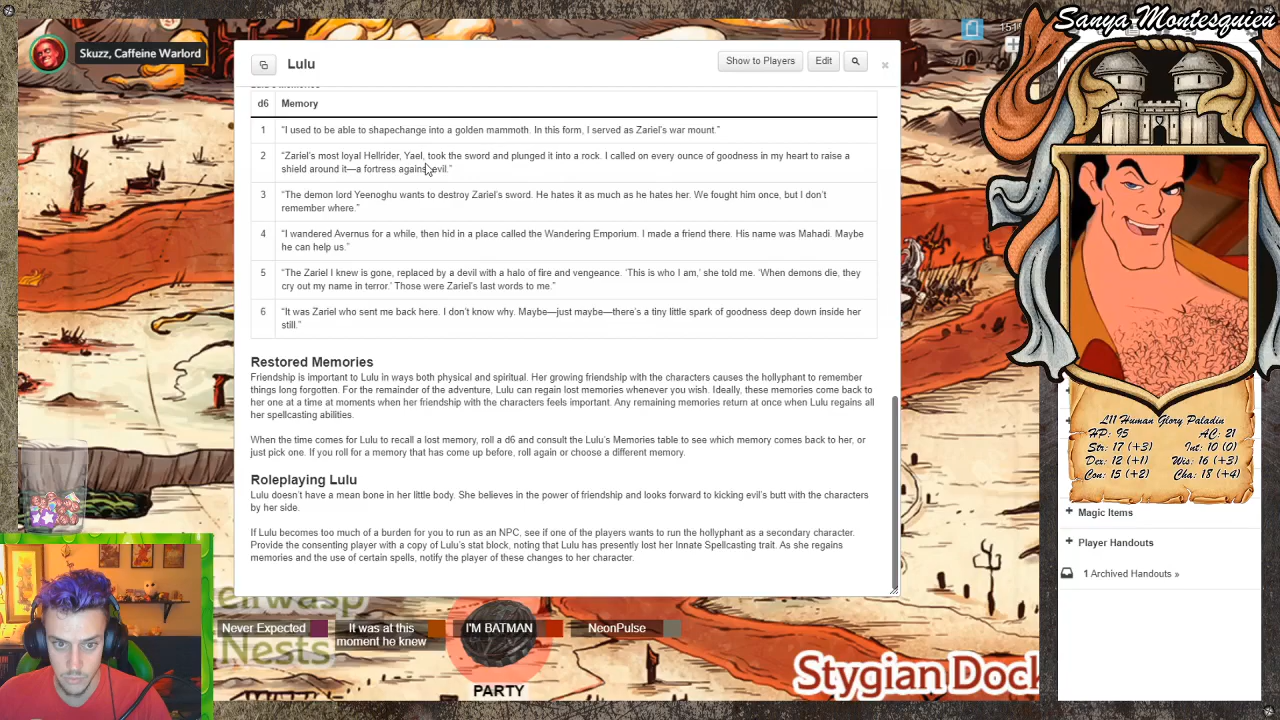 Sanya Montesquieu
Skuzz, Caffeine Warlord
Lulu
Show to Players
Edit
d6
Memory
1
“I used to be able to shapechange into a golden mammoth. In this form, I served as Zariel’s war mount.”
2
“Zariel’s most loyal Hellrider, Yael, took the sword and plunged it into a rock. I called on every ounce of goodness in my heart to raise a
shield around it—a fortress against evil.”
3
“The demon lord Yeenoghu wants to destroy Zariel’s sword. He hates it as much as he hates her. We fought him once, but I don’t
remember where.”
4
“I wandered Avernus for a while, then hid in a place called the Wandering Emporium. I made a friend there. His name was Mahadi. Maybe
he can help us.”
5
“The Zariel I knew is gone, replaced by a devil with a halo of fire and vengeance. ‘This is who I am,’ she told me. ‘When demons die, they
cry out my name in terror.’ Those were Zariel’s last words to me.”
6
“It was Zariel who sent me back here. I don’t know why. Maybe—just maybe—there’s a tiny little spark of goodness deep down inside her
still.”
Restored Memories
Friendship is important to Lulu in ways both physical and spiritual. Her growing friendship with the characters causes the hollyphant to remember
things long forgotten. For the remainder of the adventure, Lulu can regain lost memories whenever you wish. Ideally, these memories come back to
her one at a time at moments when her friendship with the characters feels important. Any remaining memories return at once when Lulu regains all
her spellcasting abilities.
When the time comes for Lulu to recall a lost memory, roll a d6 and consult the Lulu’s Memories table to see which memory comes back to her, or
just pick one. If you roll for a memory that has come up before, roll again or choose a different memory.
Roleplaying Lulu
Lulu doesn’t have a mean bone in her little body. She believes in the power of friendship and looks forward to kicking evil’s butt with the characters
by her side.
If Lulu becomes too much of a burden for you to run as an NPC, see if one of the players wants to run the hollyphant as a secondary character.
Provide the consenting player with a copy of Lulu’s stat block, noting that Lulu has presently lost her Innate Spellcasting trait. As she regains
memories and the use of certain spells, notify the player of these changes to her character.
L11 Human Glory Paladin
HP: 95 AC: 21
Str: 17 (+3) Int: 10 (0)
Dex: 12 (+1) Wis: 16 (+3)
Con: 15 (+2) Cha: 18 (+4)
+ Magic Items
+ Player Handouts
1 Archived Handouts »
Never Expected
It was at this
moment he knew
I'M BATMAN
NeonPulse
Nests
PARTY
Stygian Dock